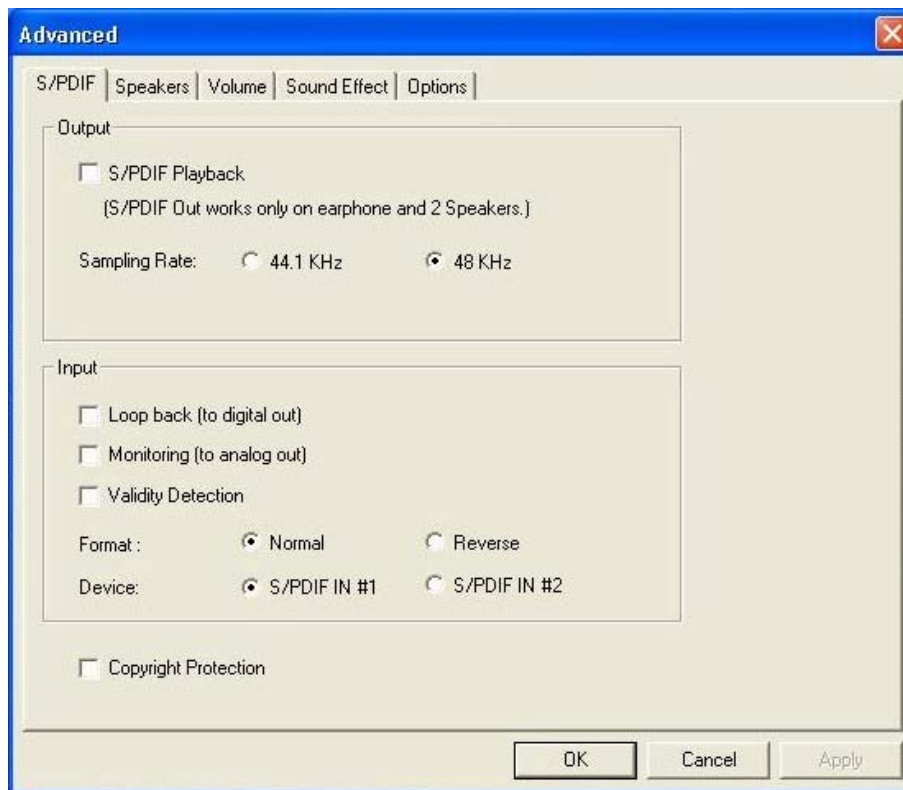 Advanced
S/PDIF Speakers Volume Sound Effect Options
Output
S/PDIF Playback
(S/PDIF Out works only on earphone and 2 Speakers.)
Sampling Rate: 44.1 KHz 48 KHz
Input
Loop back (to digital out)
Monitoring (to analog out)
Validity Detection
Format : Normal Reverse
Device: S/PDIF IN #1 S/PDIF IN #2
Copyright Protection
OK Cancel Apply